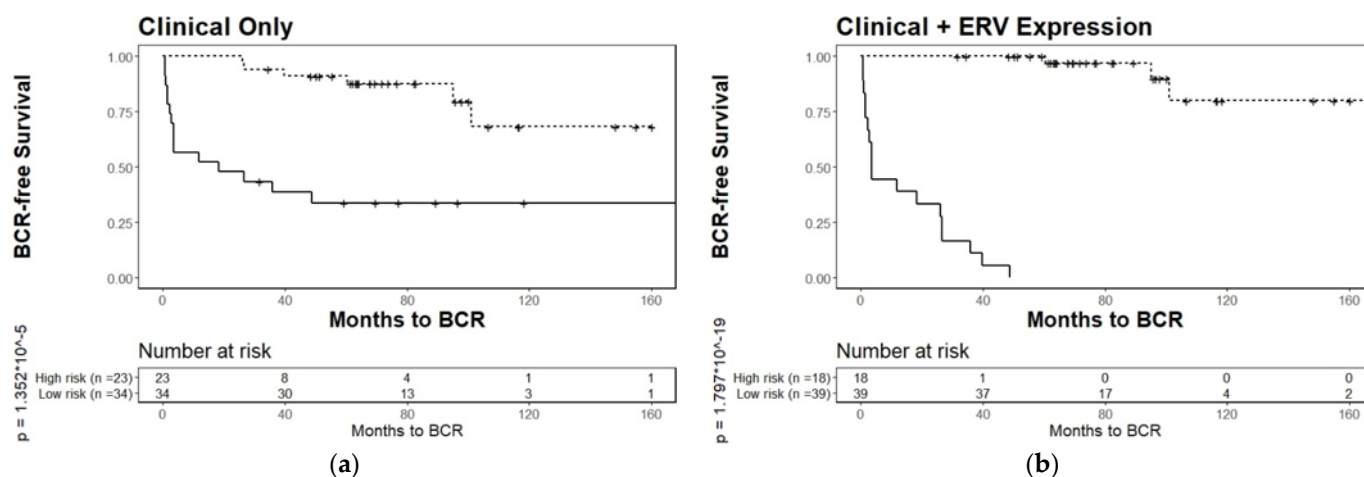 Clinical Only
BCR-free Survival
1.00
0.75
0.50
0.25
0.00
0 40 80 120 160
Months to BCR
p = 1.352*10^-5
Number at risk
High risk (n =23) 23 8 4 1 1
Low risk (n =34) 34 30 13 3 1
0 40 80 120 160
Months to BCR
(a)
Clinical + ERV Expression
BCR-free Survival
1.00
0.75
0.50
0.25
0.00
0 40 80 120 160
Months to BCR
p = 1.797*10^-19
Number at risk
High risk (n =18) 18 1 0 0 0
Low risk (n =39) 39 37 17 4 2
0 40 80 120 160
Months to BCR
(b)